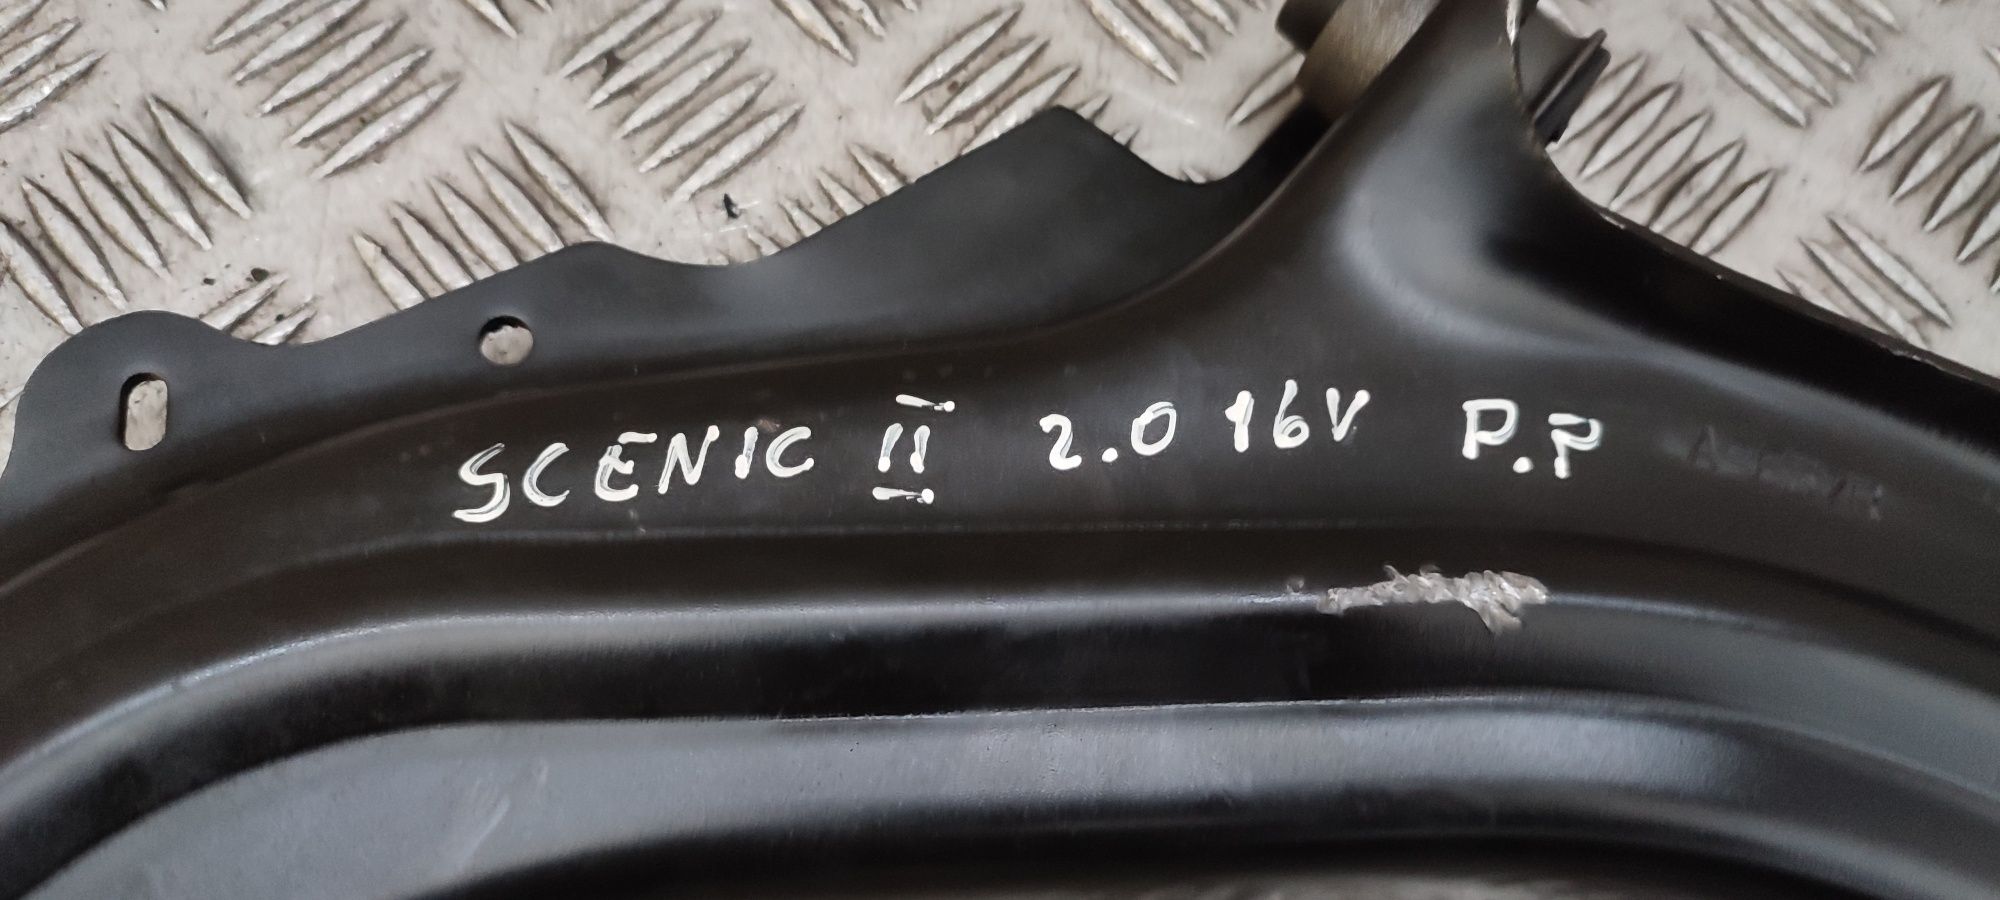 SCENIC II 2.0 16V P.P